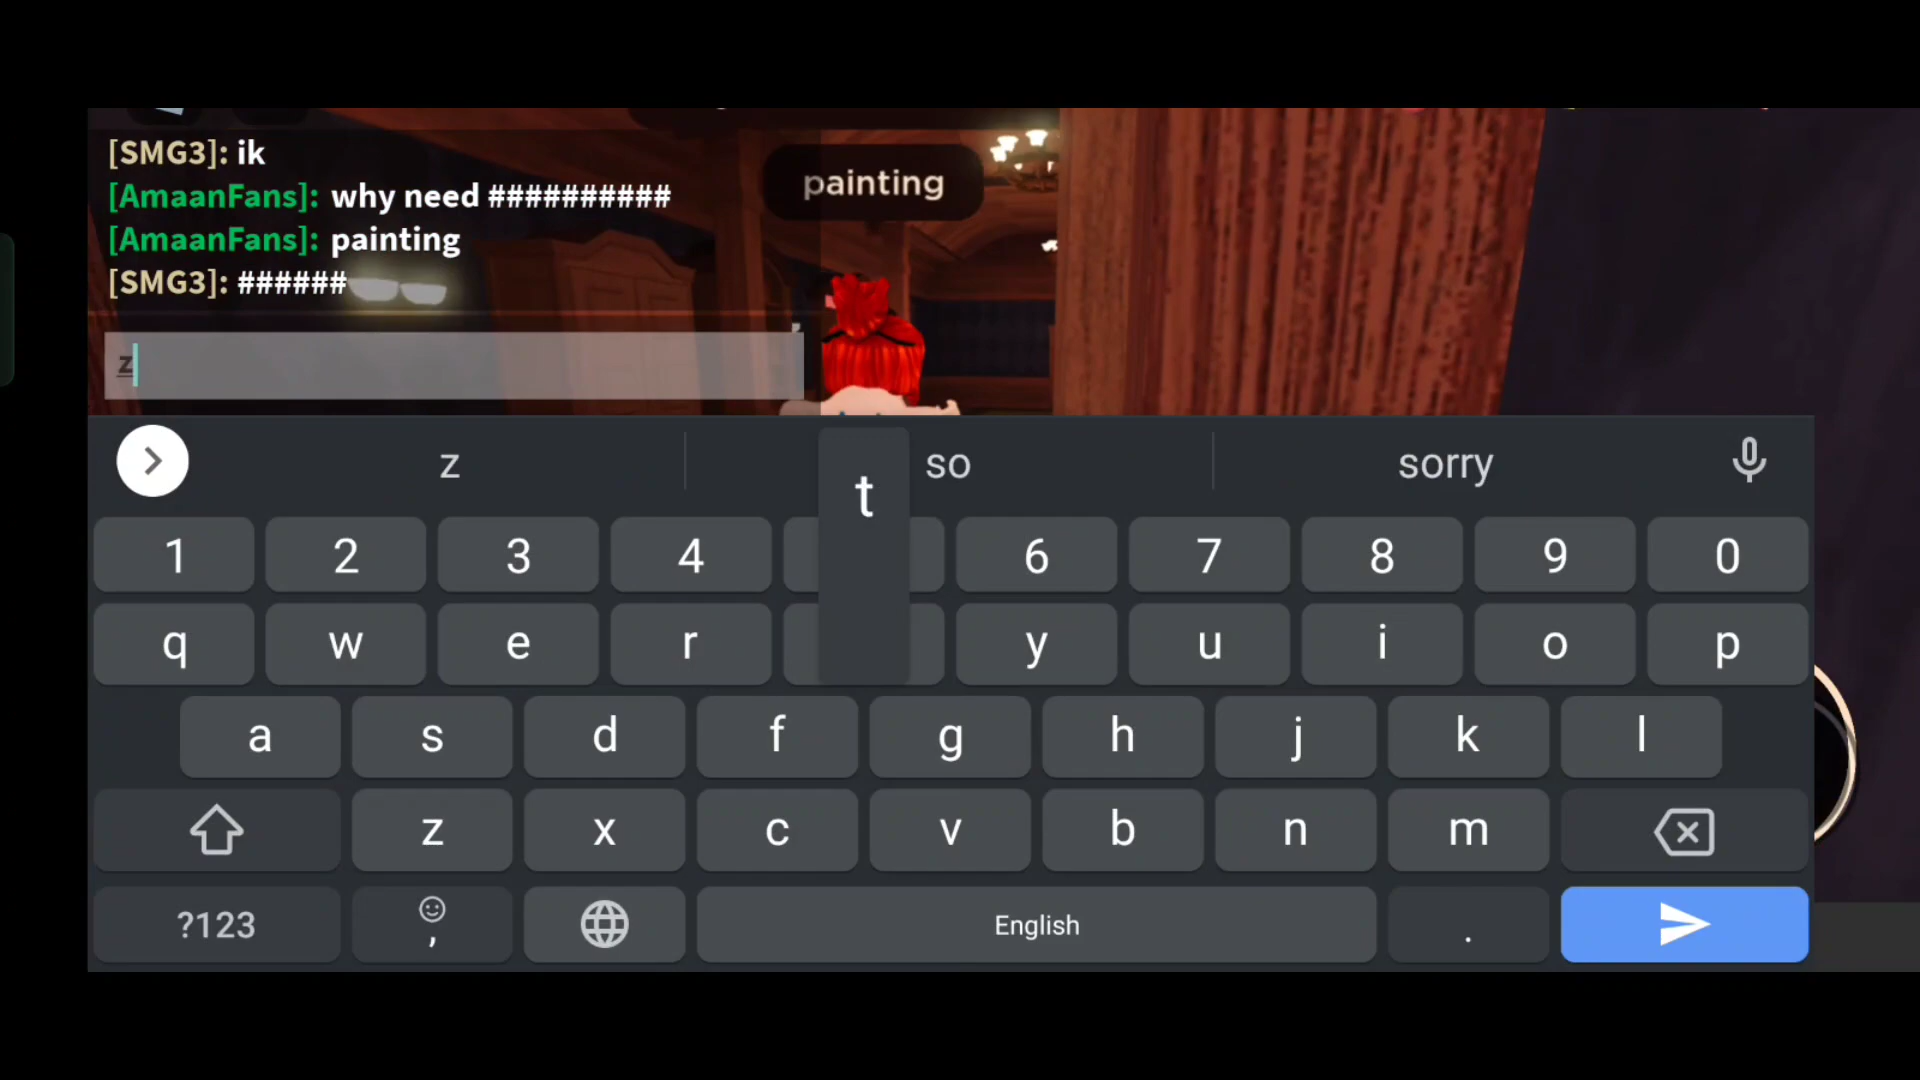 [SMG3]: ik
[AmaanFans]: why need ##########
[AmaanFans]: painting
[SMG3]: ######
painting
z
z so sorry
t
1 2 3 4 6 7 8 9 0
q w e r y u i o p
a s d f g h j k l
z x c v b n m
?123 , English .